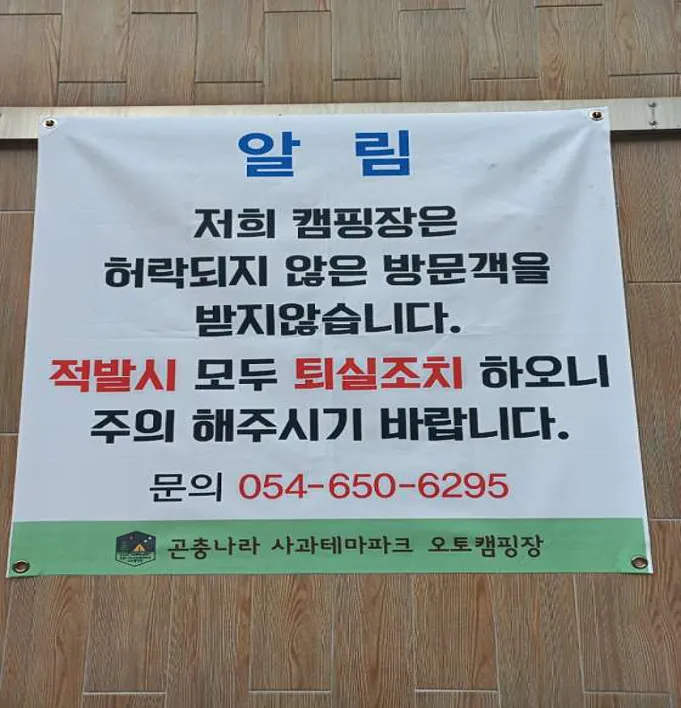 알 림
저희 캠핑장은
허락되지 않은 방문객을
받지않습니다.
적발시 모두 퇴실조치 하오니
주의 해주시기 바랍니다.
문의 054-650-6295
곤충나라 사과테마파크 오토캠핑장